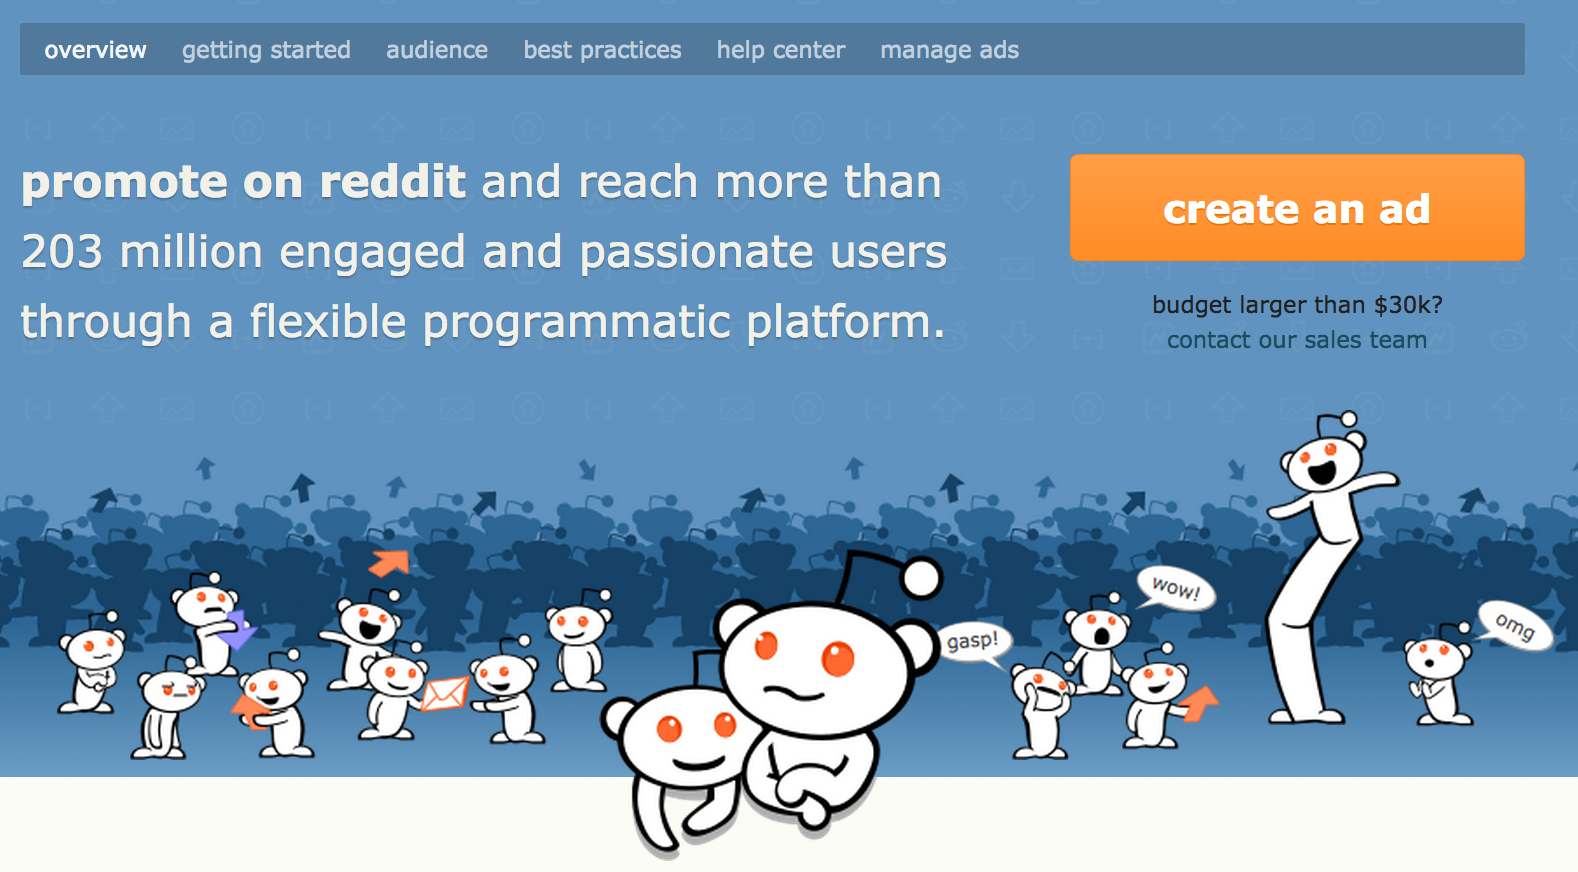 overview getting started audience best practices help center manage ads
promote on reddit and reach more than
203 million engaged and passionate users
through a flexible programmatic platform.
create an ad
budget larger than $30k?
contact our sales team
wow!
omg
gasp!